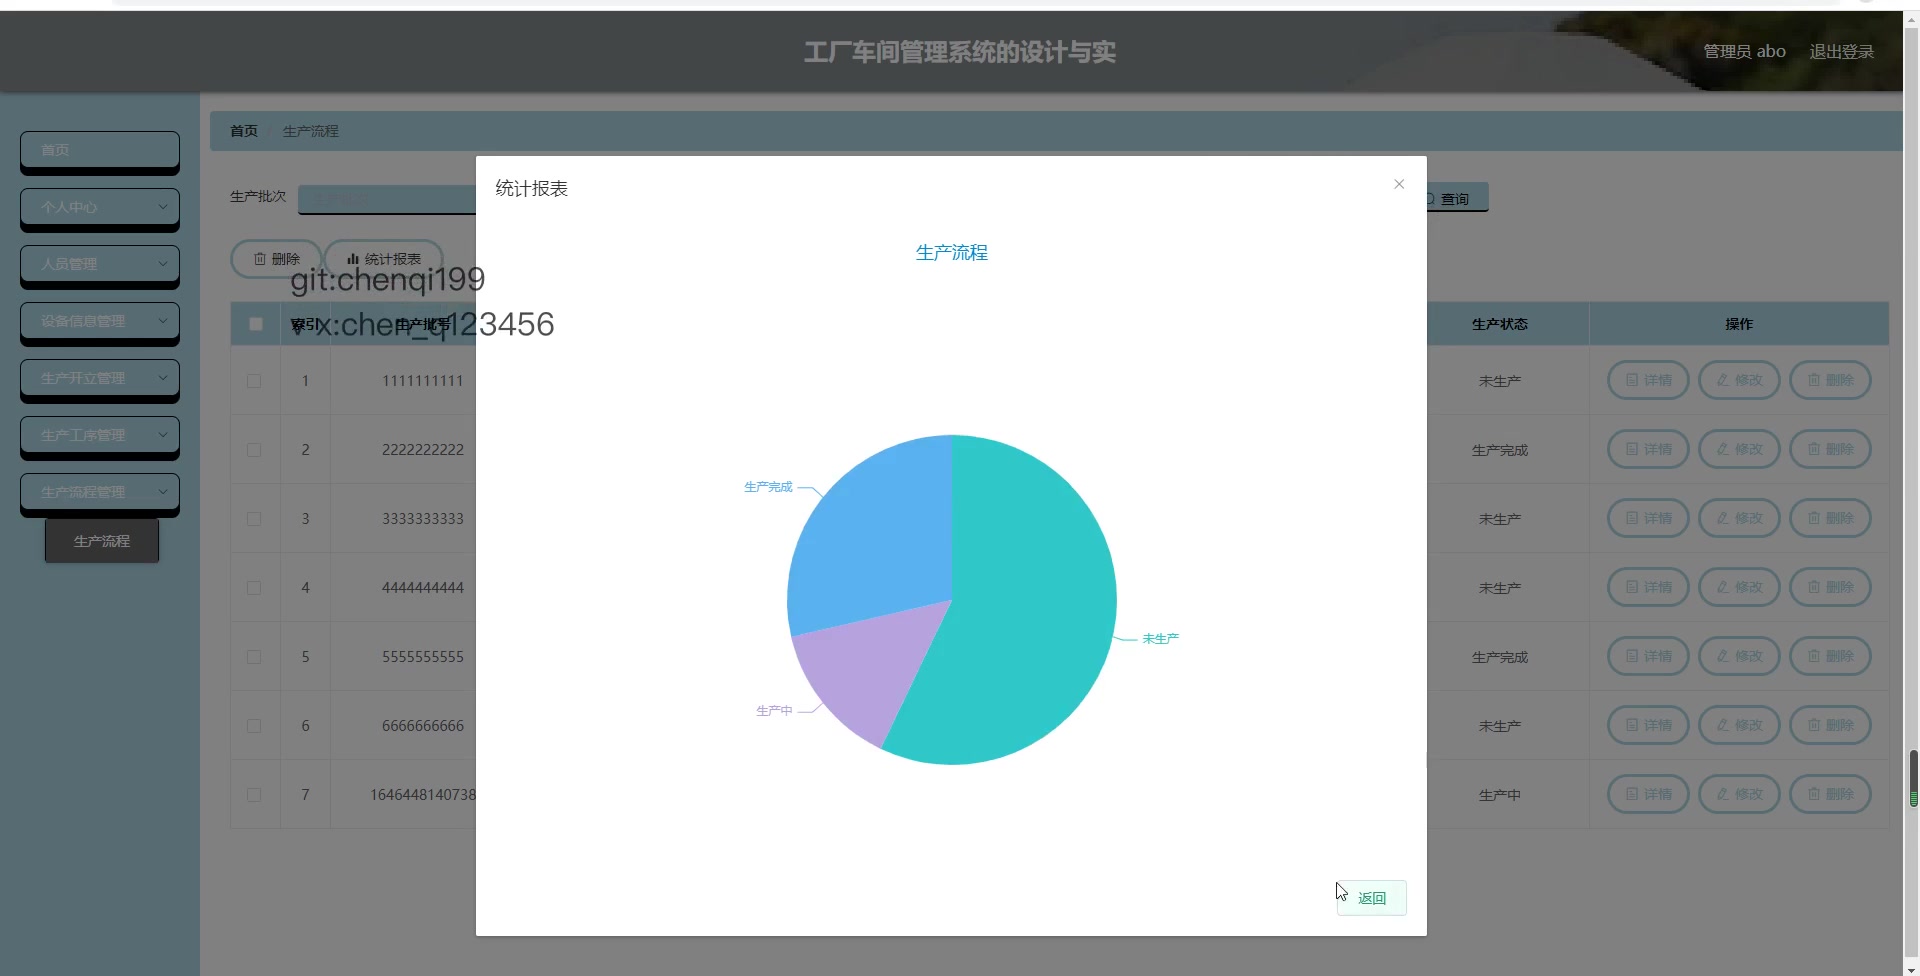 工厂车间管理系统的设计与实
管理员 abo
退出登录
首页
个人中心
人员管理
设备信息管理
生产开立管理
生产工序管理
生产流程管理
生产流程
首页 / 生产流程
生产批次
生产批次
查询
删除
统计报表
git:chenqi199
v x:chen_q123456
索引
生产批号
生产状态
操作
1 1111111111 未生产 详情 修改 删除
2 2222222222 生产完成 详情 修改 删除
3 3333333333 未生产 详情 修改 删除
4 4444444444 未生产 详情 修改 删除
5 5555555555 生产完成 详情 修改 删除
6 6666666666 未生产 详情 修改 删除
7 1646448140738 生产中 详情 修改 删除
统计报表
生产流程
生产完成
未生产
生产中
返回